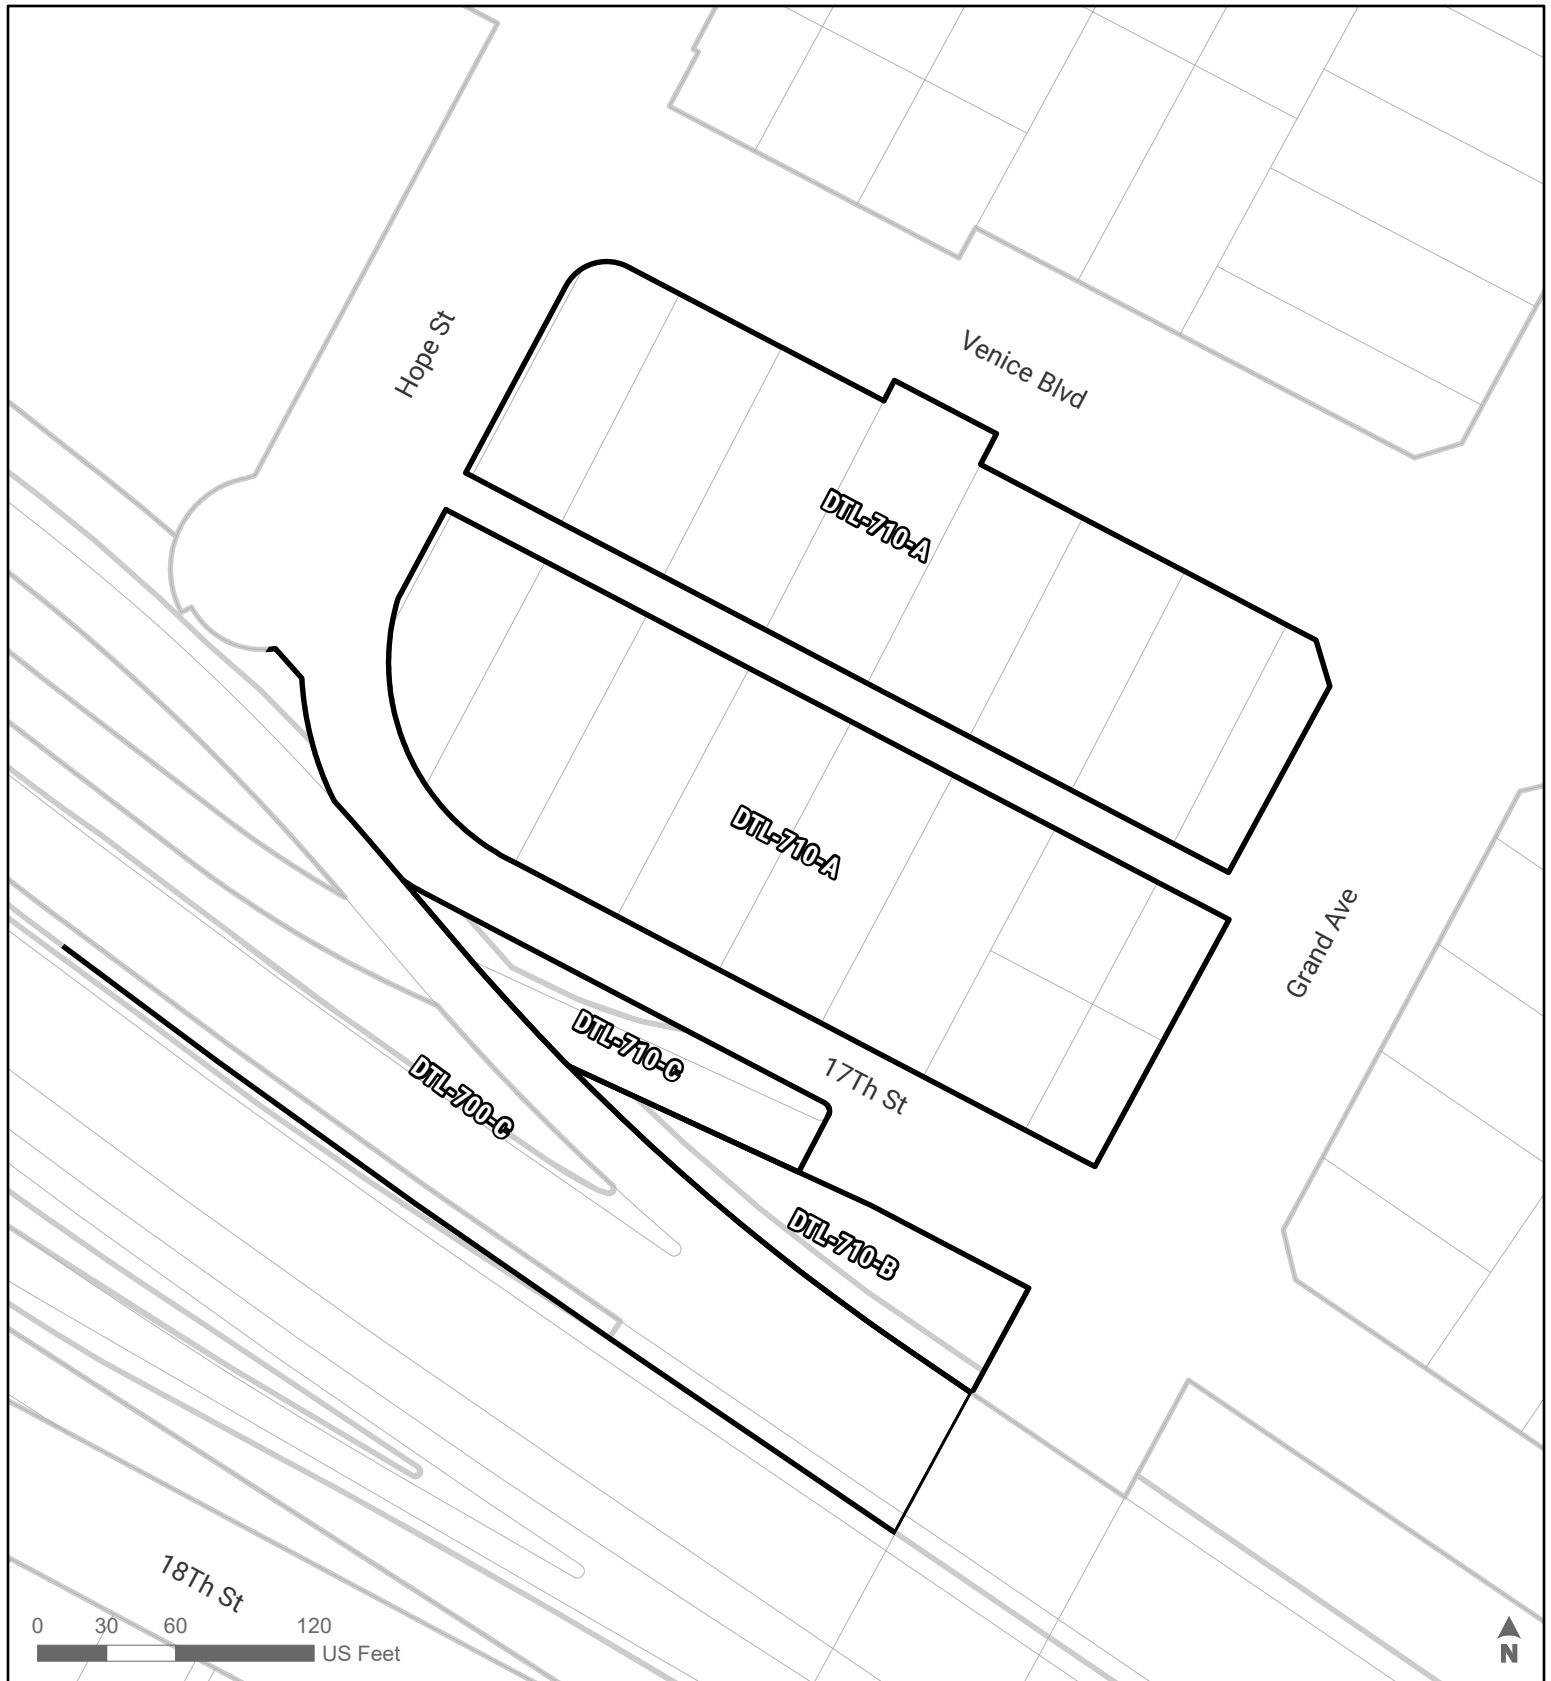 Hope St
Venice Blvd
DTL-710-A
DTL-710-A
Grand Ave
DTL-710-C
17Th St
DTL-700-C
DTL-710-B
18Th St
0 30 60 120
US Feet
N